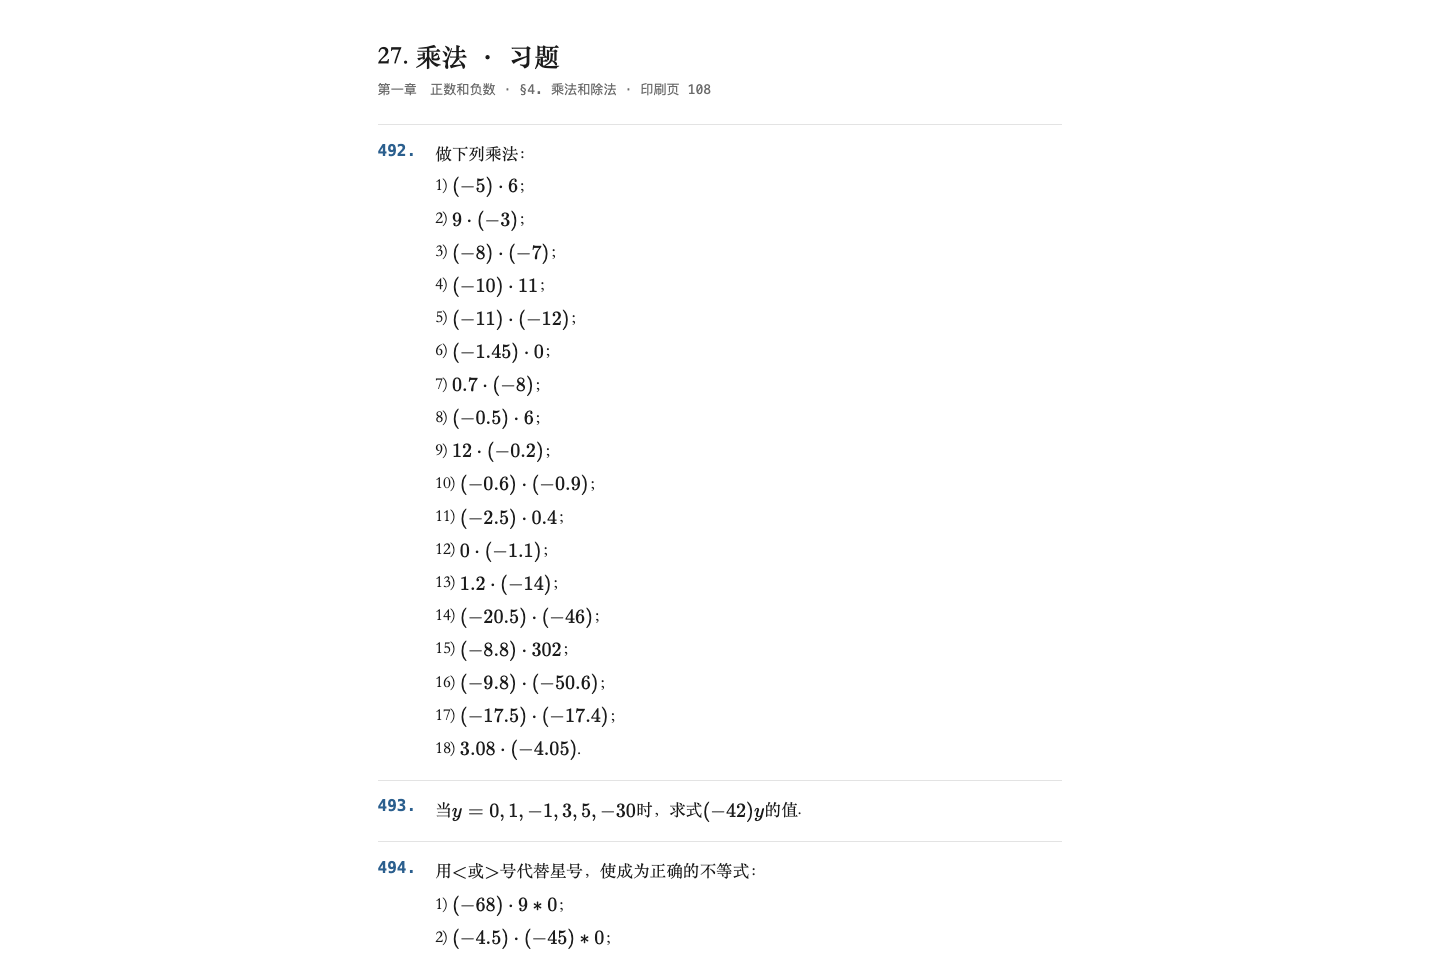 27. 乘法 · 习题
第一章 正数和负数 · §4. 乘法和除法 · 印刷页 108
492. 做下列乘法：
1) (−5) · 6；
2) 9 · (−3)；
3) (−8) · (−7)；
4) (−10) · 11；
5) (−11) · (−12)；
6) (−1.45) · 0；
7) 0.7 · (−8)；
8) (−0.5) · 6；
9) 12 · (−0.2)；
10) (−0.6) · (−0.9)；
11) (−2.5) · 0.4；
12) 0 · (−1.1)；
13) 1.2 · (−14)；
14) (−20.5) · (−46)；
15) (−8.8) · 302；
16) (−9.8) · (−50.6)；
17) (−17.5) · (−17.4)；
18) 3.08 · (−4.05).
493. 当y = 0, 1, −1, 3, 5, −30时，求式(−42)y的值.
494. 用<或>号代替星号，使成为正确的不等式：
1) (−68) · 9 ∗ 0；
2) (−4.5) · (−45) ∗ 0；